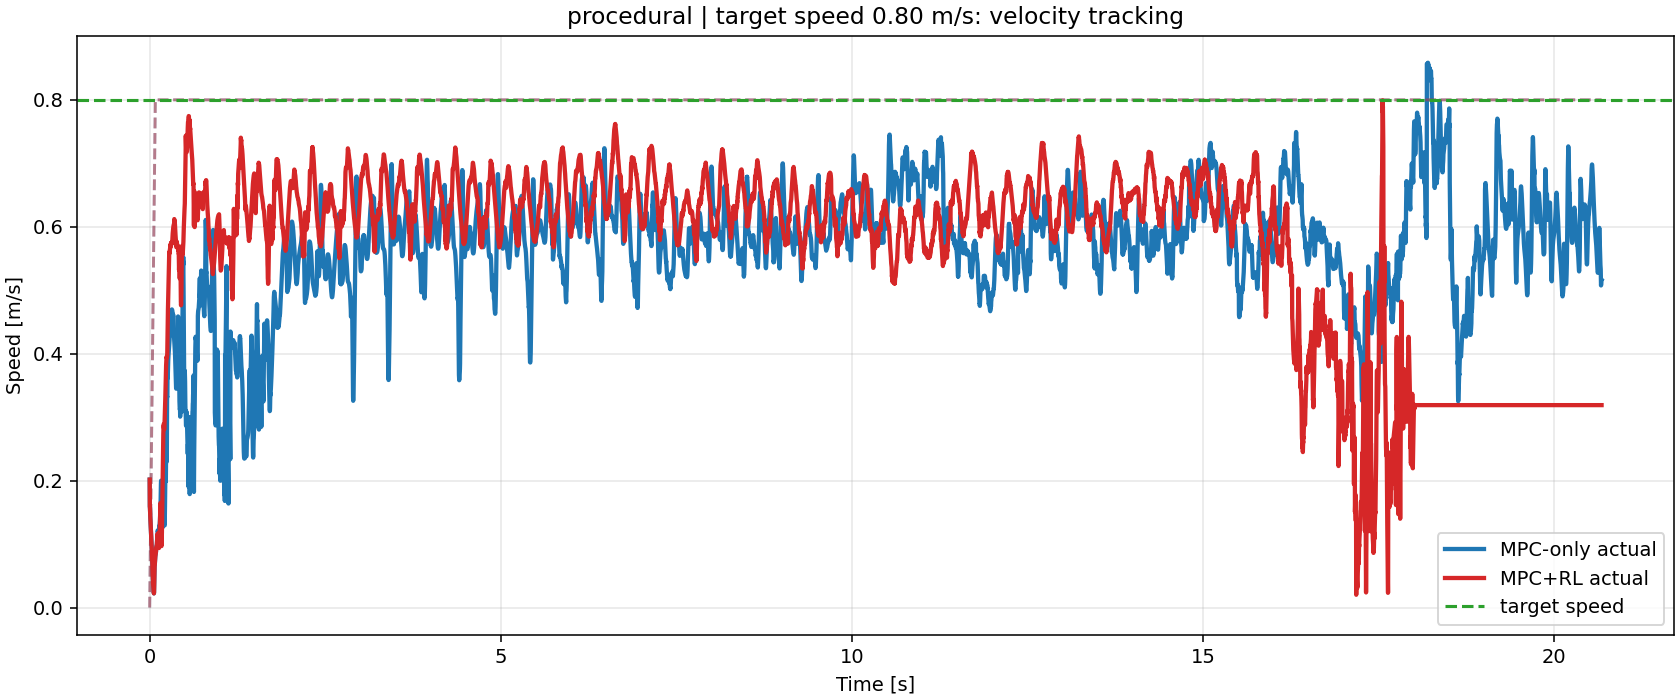 procedural | target speed 0.80 m/s: velocity tracking
Speed [m/s]
0.8
0.6
0.4
0.2
0.0
0
5
10
15
20
Time [s]
MPC-only actual
MPC+RL actual
target speed